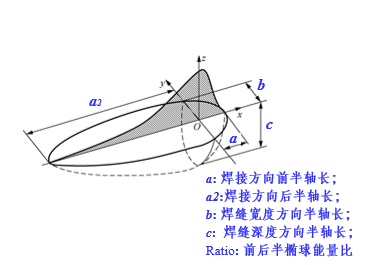 z
y
a2
b
x
O
a
c
a: 焊接方向前半轴长；
a2:焊接方向后半轴长；
b: 焊缝宽度方向半轴长；
c: 焊缝深度方向半轴长；
Ratio: 前后半椭球能量比